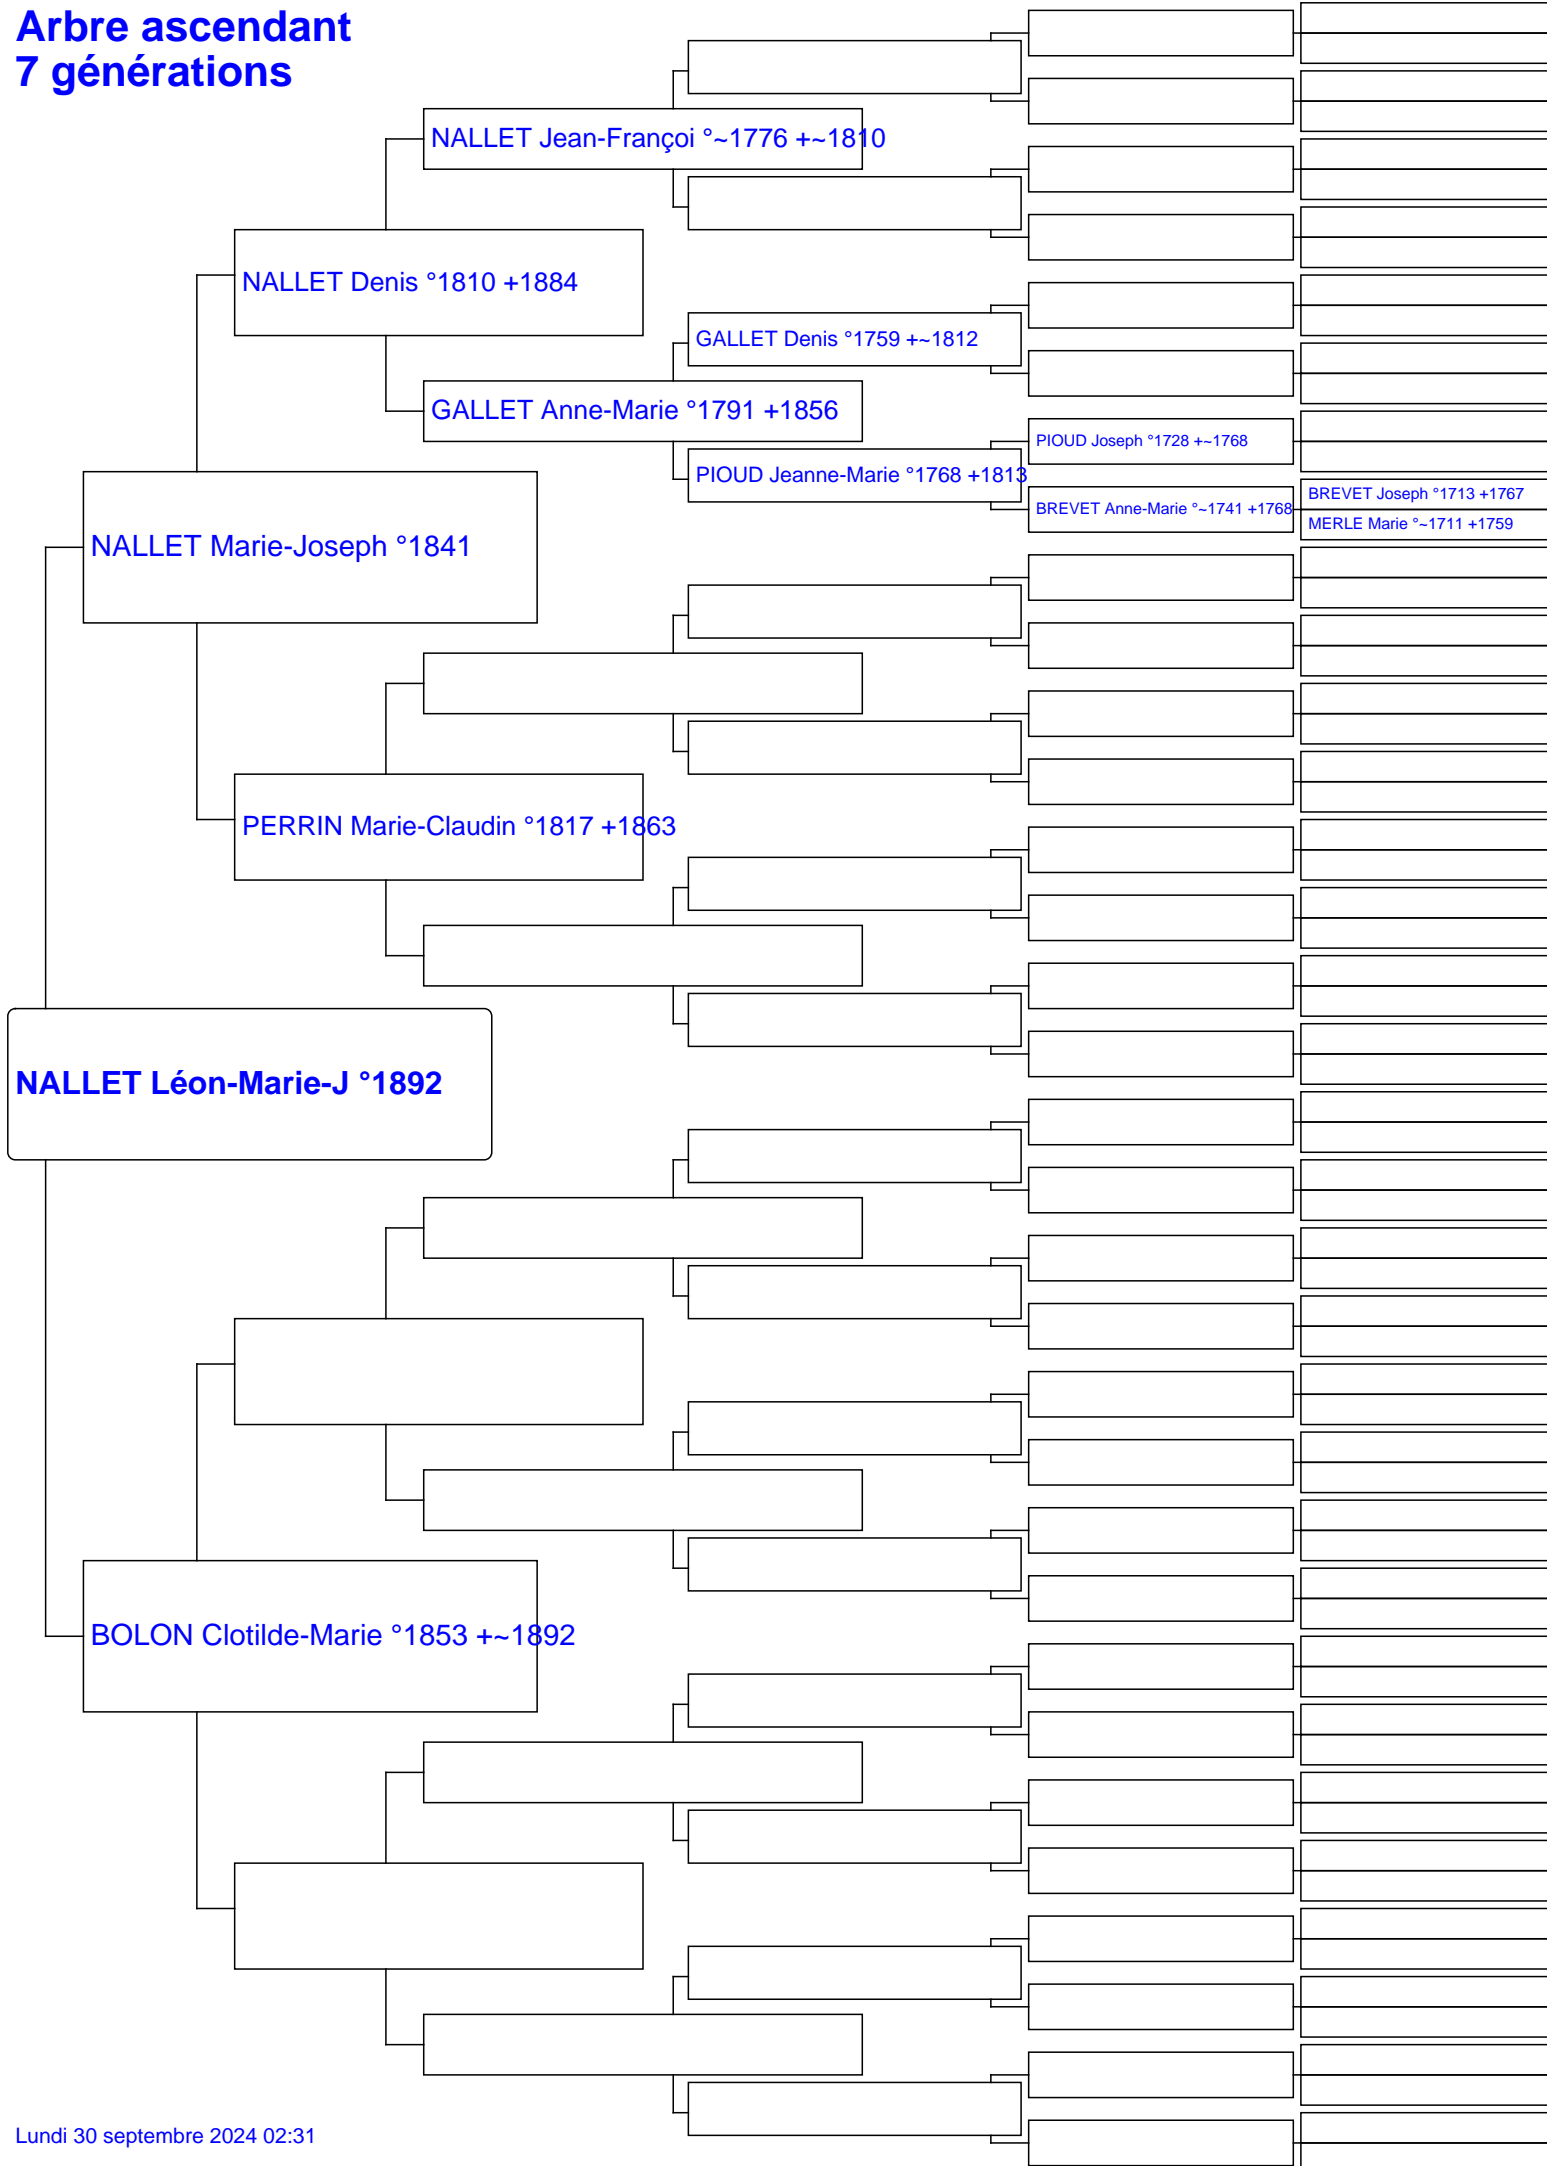 Arbre ascendant
7 générations
NALLET Jean-Françoi °~1776 +~1810
NALLET Denis °1810 +1884
GALLET Denis °1759 +~1812
GALLET Anne-Marie °1791 +1856
PIOUD Joseph °1728 +~1768
PIOUD Jeanne-Marie °1768 +1813
BREVET Joseph °1713 +1767
BREVET Anne-Marie °~1741 +1768
MERLE Marie °~1711 +1759
NALLET Marie-Joseph °1841
PERRIN Marie-Claudin °1817 +1863
NALLET Léon-Marie-J °1892
BOLON Clotilde-Marie °1853 +~1892
Lundi 30 septembre 2024 02:31